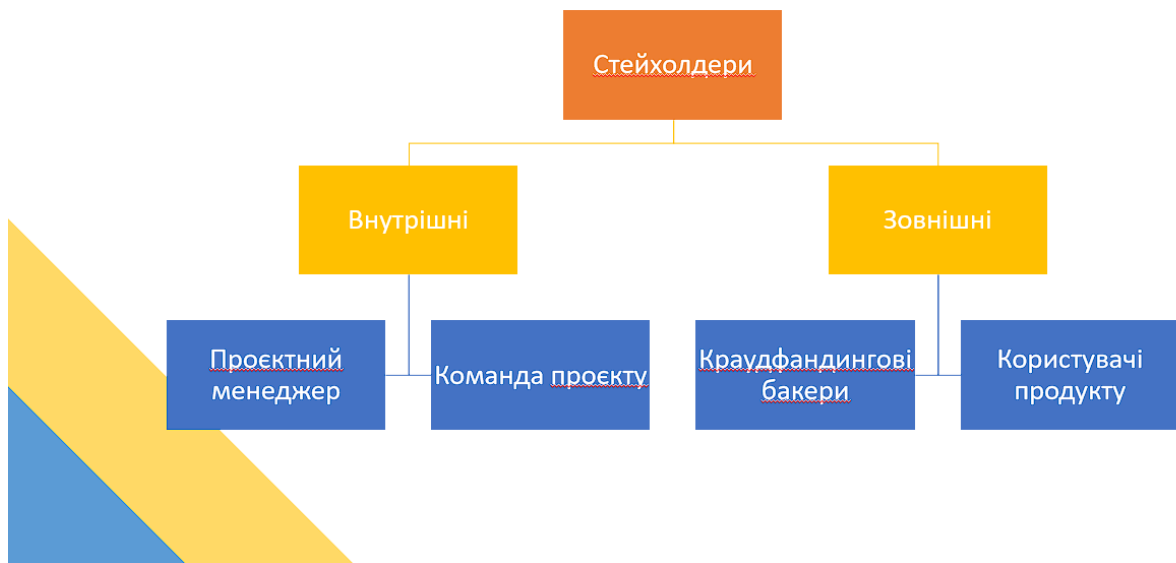 Стейхолдери
Внутрішні
Зовнішні
Проєктний
менеджер
Команда проєкту
Краудфандингові
бакери
Користувачі
продукту